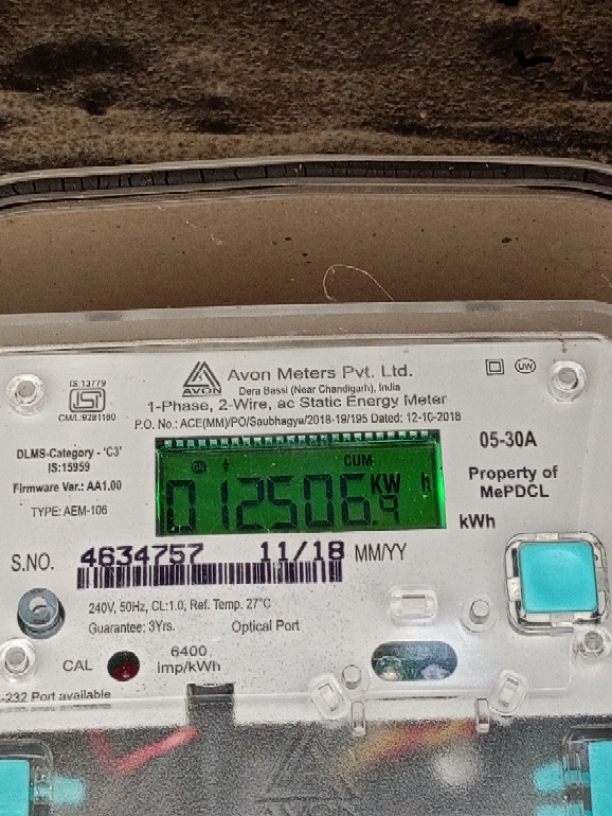 AVON
Avon Meters Pvt. Ltd.
Dera Bassi (Near Chandigarh), India
1-Phase, 2-Wire, ac Static Energy Meter
P.O. No.: ACE(MM)/PO/Saubhagya/2018-19/195 Dated: 12-10-2018
UW
IS:13779
ISI
CM/L:9281180
DLMS-Category - 'C3'
IS:15959
Firmware Ver.: AA1.00
TYPE: AEM-106
CUM
012506.9 KW h
05-30A
Property of
MePDCL
kWh
S.NO. 4634757 11/18 MM/YY
240V, 50Hz, CL:1.0, Ref. Temp. 27°C
Guarantee: 3Yrs. Optical Port
CAL
6400
Imp/kWh
-232 Port available